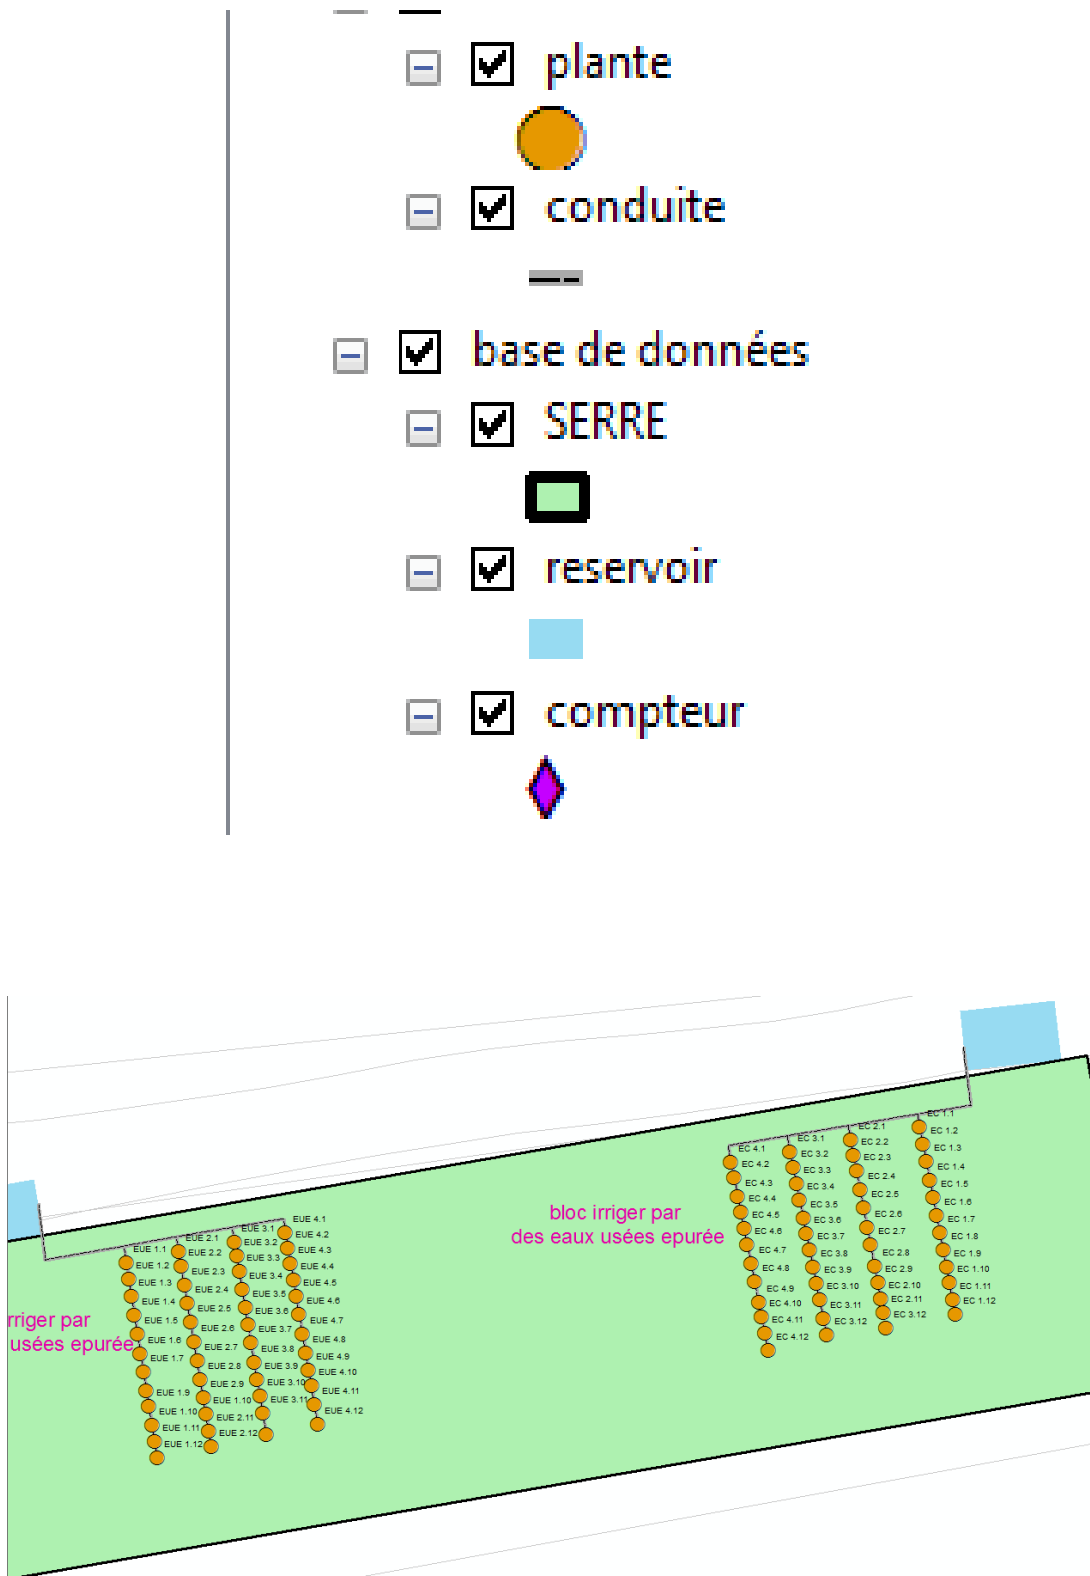 plante
conduite
base de données
SERRE
reservoir
compteur
bloc irriger par
des eaux usées epurée
rriger par
usées epurée
EC 1.1
EC 1.2
EC 1.3
EC 1.4
EC 1.5
EC 1.6
EC 1.7
EC 1.8
EC 1.9
EC 1.10
EC 1.11
EC 1.12
EC 2.1
EC 2.2
EC 2.3
EC 2.4
EC 2.5
EC 2.6
EC 2.7
EC 2.8
EC 2.9
EC 2.10
EC 2.11
EC 3.12
EC 3.1
EC 3.2
EC 3.3
EC 3.4
EC 3.5
EC 3.6
EC 3.7
EC 3.8
EC 3.9
EC 3.10
EC 3.11
EC 3.12
EC 4.1
EC 4.2
EC 4.3
EC 4.4
EC 4.5
EC 4.6
EC 4.7
EC 4.8
EC 4.9
EC 4.10
EC 4.11
EC 4.12
EUE 1.1
EUE 1.2
EUE 1.3
EUE 1.4
EUE 1.5
EUE 1.6
EUE 1.7
EUE 1.9
EUE 1.10
EUE 1.11
EUE 1.12
EUE 2.1
EUE 2.2
EUE 2.3
EUE 2.4
EUE 2.5
EUE 2.6
EUE 2.7
EUE 2.8
EUE 2.9
EUE 1.10
EUE 2.11
EUE 2.12
EUE 3.1
EUE 3.2
EUE 3.3
EUE 3.4
EUE 3.5
EUE 3.6
EUE 3.7
EUE 3.8
EUE 3.9
EUE 3.10
EUE 3.11
EUE 4.1
EUE 4.2
EUE 4.3
EUE 4.4
EUE 4.5
EUE 4.6
EUE 4.7
EUE 4.8
EUE 4.9
EUE 4.10
EUE 4.11
EUE 4.12